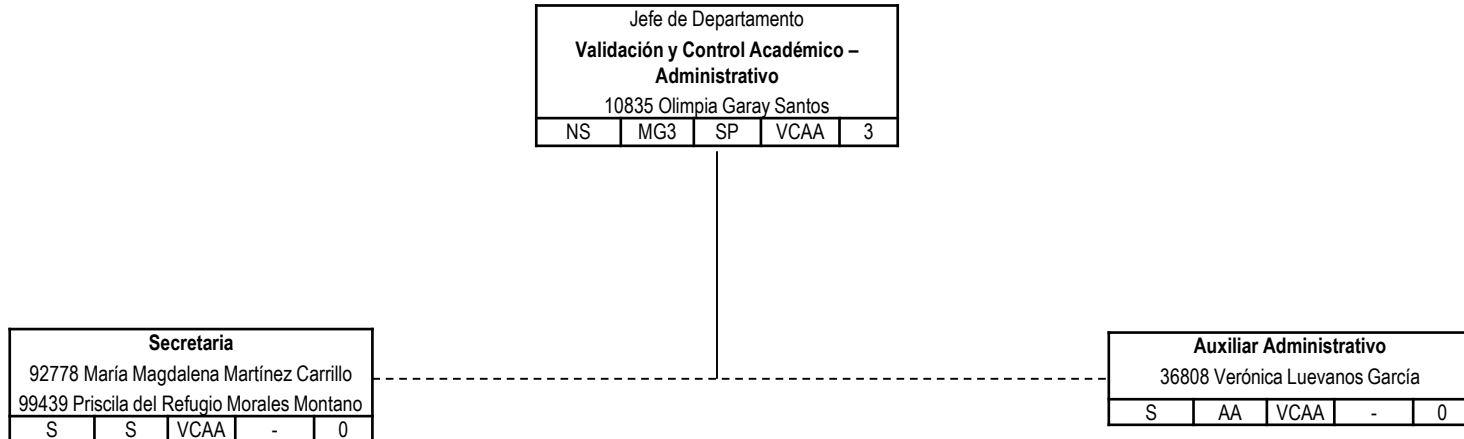 Jefe de Departamento
Validación y Control Académico –
Administrativo
10835 Olimpia Garay Santos
NS MG3 SP VCAA 3
Secretaria
92778 María Magdalena Martínez Carrillo
99439 Priscila del Refugio Morales Montano
S S VCAA - 0
Auxiliar Administrativo
36808 Verónica Luevanos García
S AA VCAA - 0